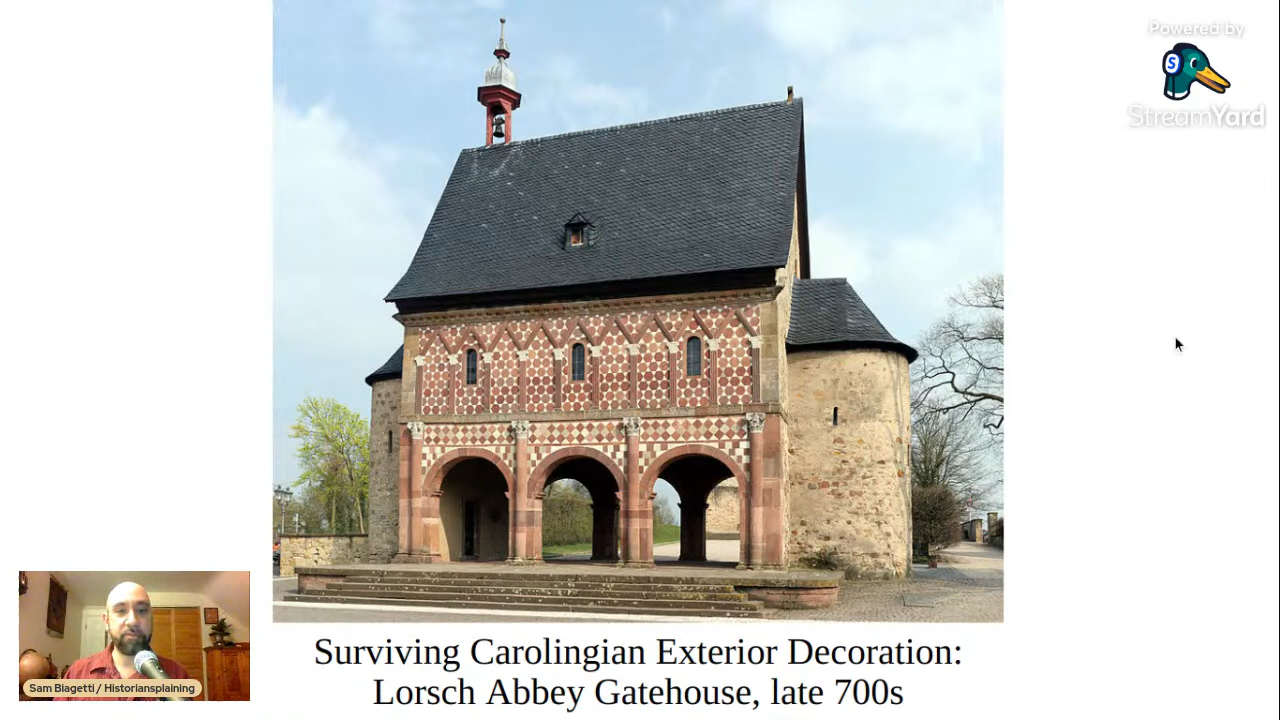 Powered by
StreamYard
Surviving Carolingian Exterior Decoration:
Lorsch Abbey Gatehouse, late 700s
Sam Biagetti / Historiansplaining